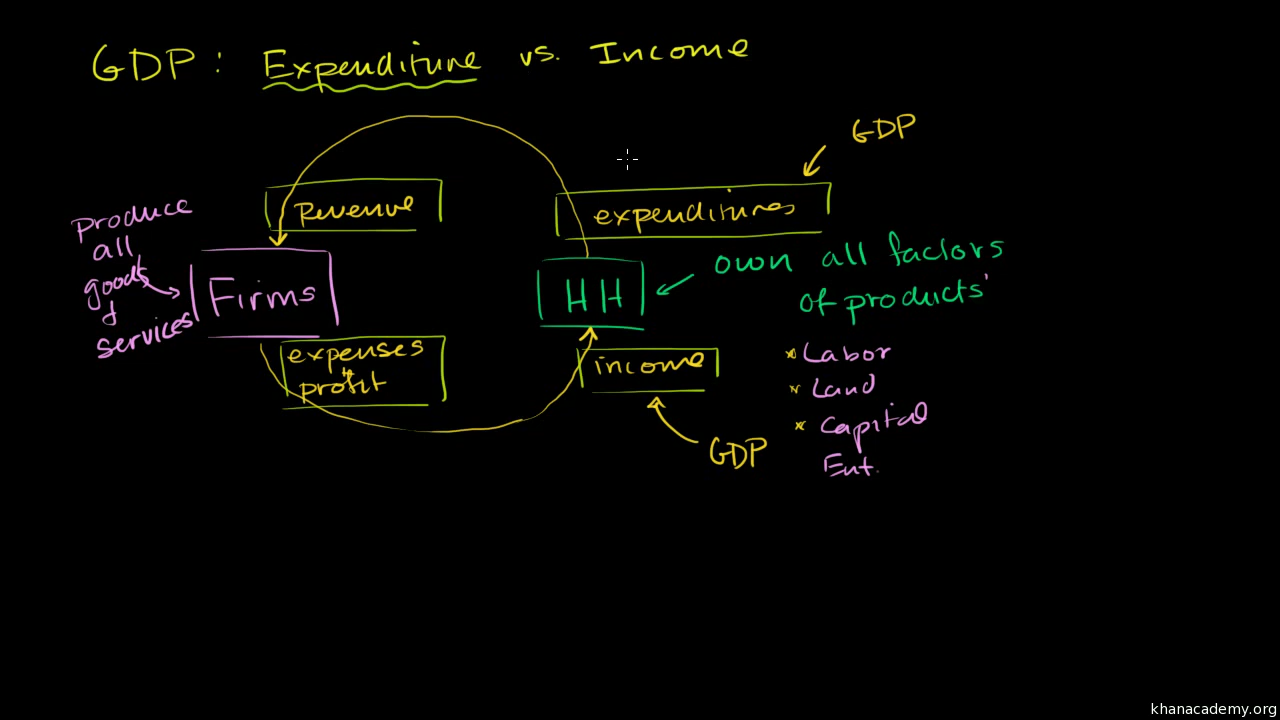 GDP: Expenditure vs. Income
GDP
Revenue
expenditures
produce
all
goods
&
services
Firms
HH
own all factors
of products'
expenses
&
profit
income
GDP
Labor
Land
Capital
Ent.
khanacademy.org